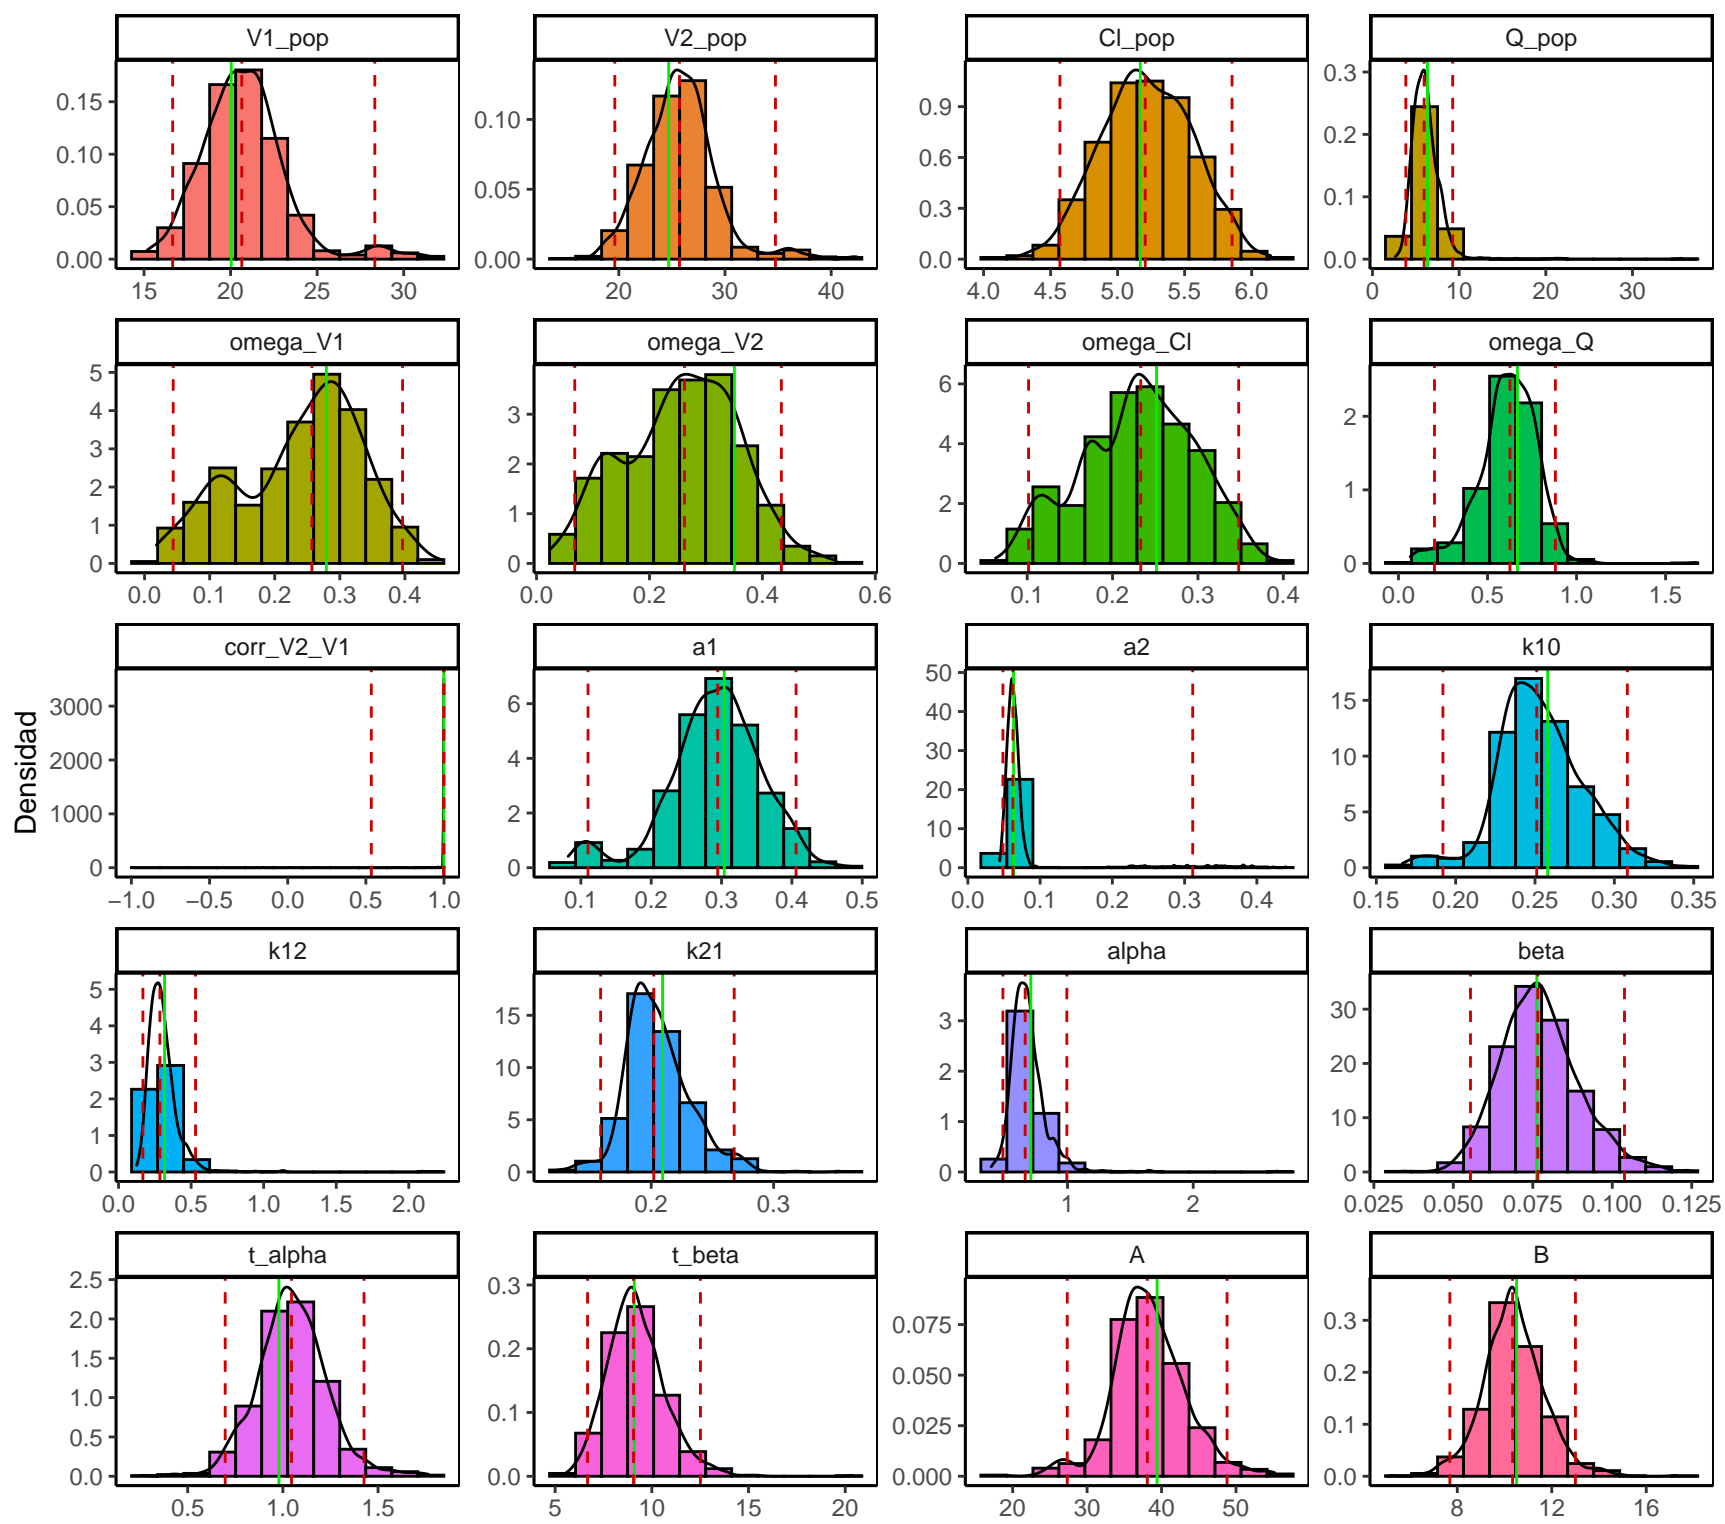 V1_pop V2_pop Cl_pop Q_pop
0.15 0.10 0.05 0.00
15 20 25 30
0.10 0.05 0.00
20 30 40
0.9 0.6 0.3 0.0
4.0 4.5 5.0 5.5 6.0
0.3 0.2 0.1 0.0
0 10 20 30
omega_V1 omega_V2 omega_Cl omega_Q
5 4 3 2 1 0
0.0 0.1 0.2 0.3 0.4
3 2 1 0
0.0 0.2 0.4 0.6
6 4 2 0
0.1 0.2 0.3 0.4
2 1 0
0.0 0.5 1.0 1.5
Densidad
corr_V2_V1 a1 a2 k10
3000 2000 1000 0
−1.0 −0.5 0.0 0.5 1.0
6 4 2 0
0.1 0.2 0.3 0.4 0.5
50 40 30 20 10 0
0.0 0.1 0.2 0.3 0.4
15 10 5 0
0.15 0.20 0.25 0.30 0.35
k12 k21 alpha beta
5 4 3 2 1 0
0.0 0.5 1.0 1.5 2.0
15 10 5 0
0.2 0.3
3 2 1 0
1 2
30 20 10 0
0.025 0.050 0.075 0.100 0.125
t_alpha t_beta A B
2.5 2.0 1.5 1.0 0.5 0.0
0.5 1.0 1.5
0.3 0.2 0.1 0.0
5 10 15 20
0.075 0.050 0.025 0.000
20 30 40 50
0.3 0.2 0.1 0.0
8 12 16